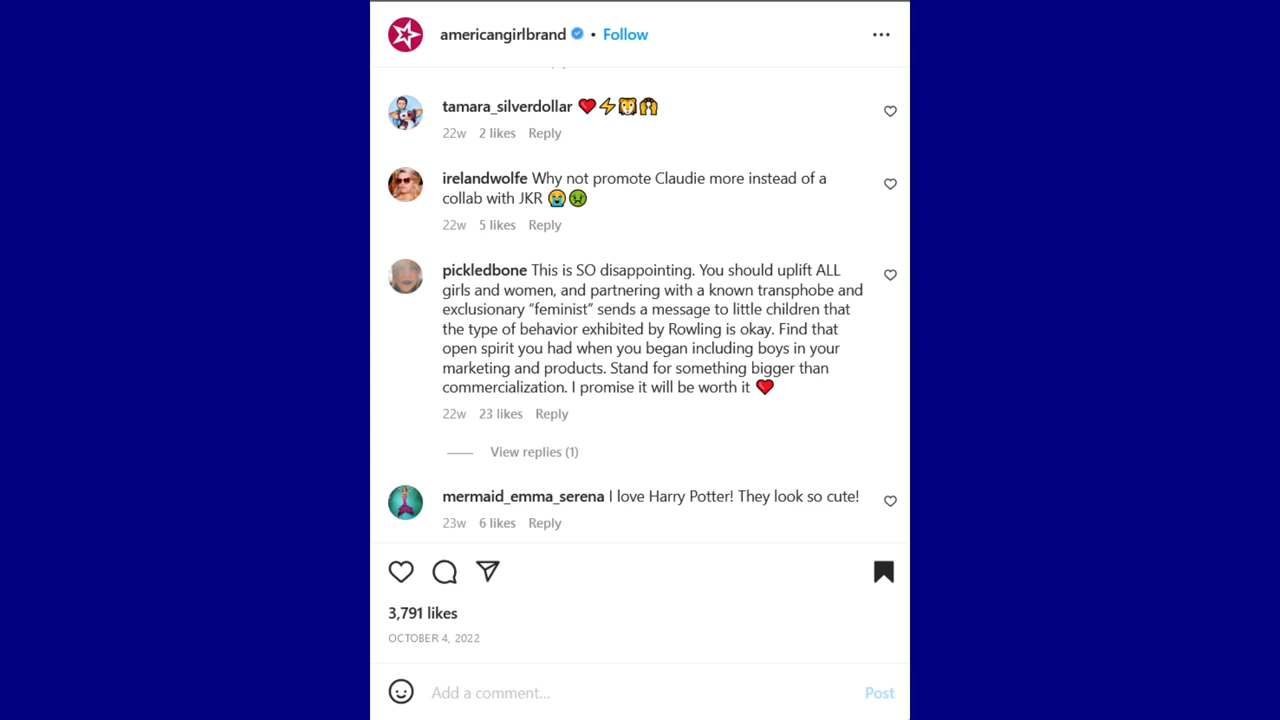 americangirlbrand • Follow
tamara_silverdollar ❤️⚡🦁🙌
22w 2 likes Reply
irelandwolfe Why not promote Claudie more instead of a
collab with JKR 😭🤢
22w 5 likes Reply
pickledbone This is SO disappointing. You should uplift ALL
girls and women, and partnering with a known transphobe and
exclusionary "feminist" sends a message to little children that
the type of behavior exhibited by Rowling is okay. Find that
open spirit you had when you began including boys in your
marketing and products. Stand for something bigger than
commercialization. I promise it will be worth it ❤️
22w 23 likes Reply
View replies (1)
mermaid_emma_serena I love Harry Potter! They look so cute!
23w 6 likes Reply
3,791 likes
OCTOBER 4, 2022
Add a comment... Post